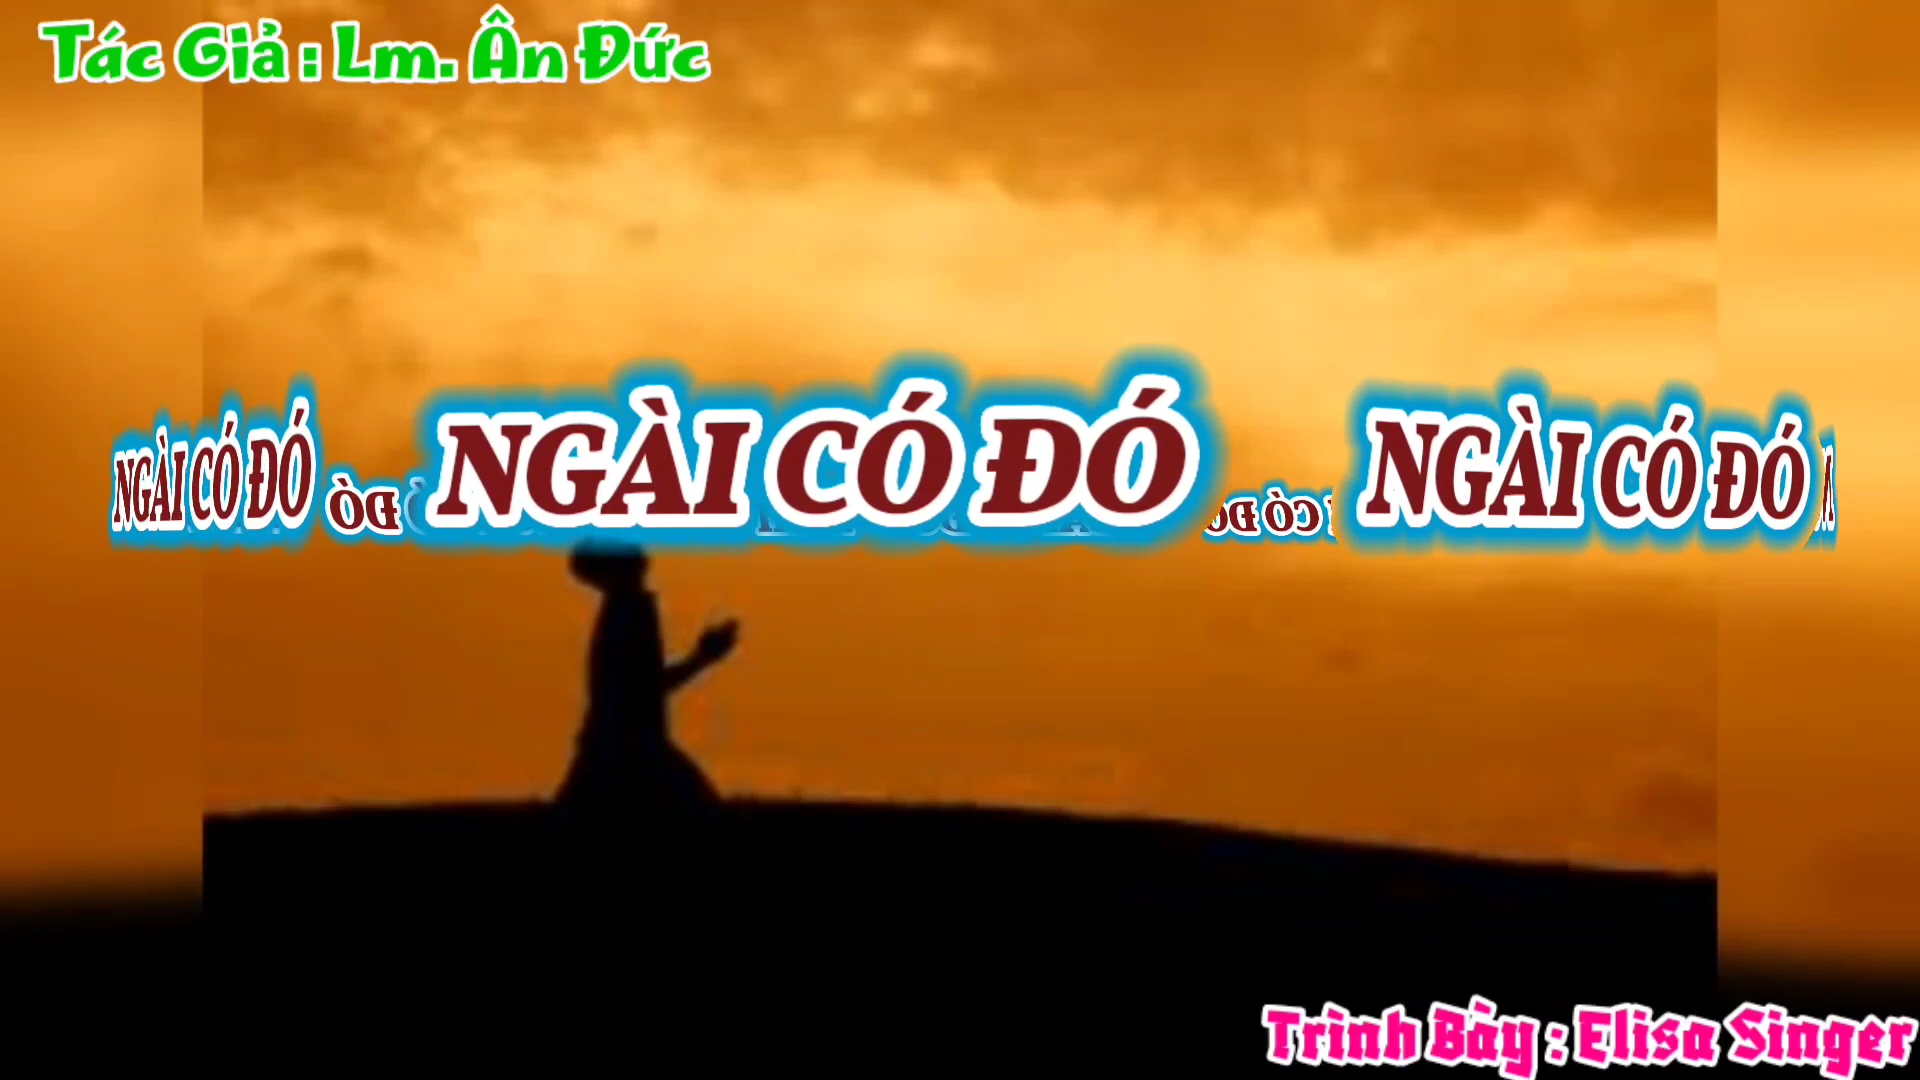 Tác Giả : Lm. Ân Đức
NGÀI CÓ ĐÓ NGÀI CÓ ĐÓ NGÀI CÓ ĐÓ
Trình Bày : Elisa Singer